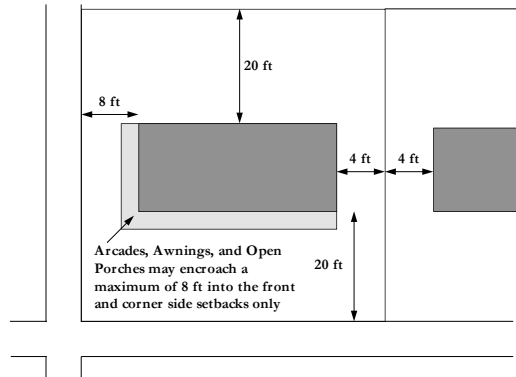 20 ft
8 ft
4 ft
4 ft
Arcades, Awnings, and Open
Porches may encroach a
maximum of 8 ft into the front
and corner side setbacks only
20 ft